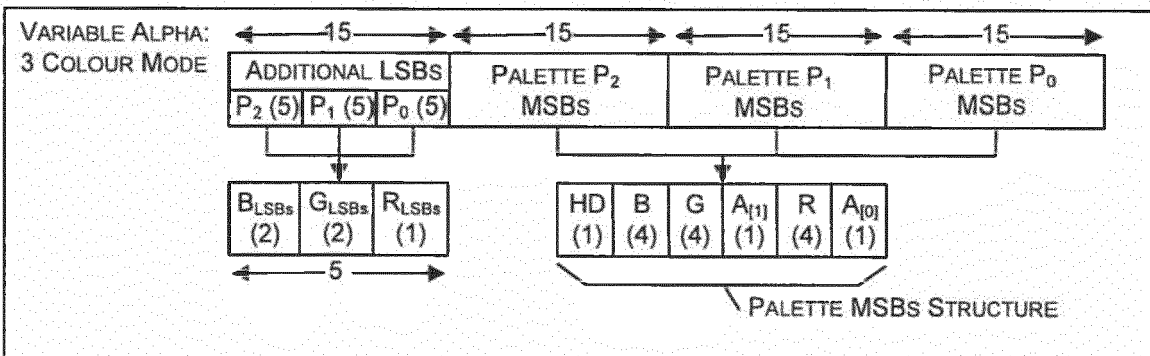 VARIABLE ALPHA: 15 15 15 15
3 COLOUR MODE
ADDITIONAL LSBS PALETTE P2 PALETTE P1 PALETTE P0
MSBS MSBS MSBS
P2 (5) P1 (5) P0 (5)
BLSBs GLSBs RLSBs HD B G A[1] R A[0]
(2) (2) (1) (1) (4) (4) (1) (4) (1)
5
PALETTE MSBS STRUCTURE